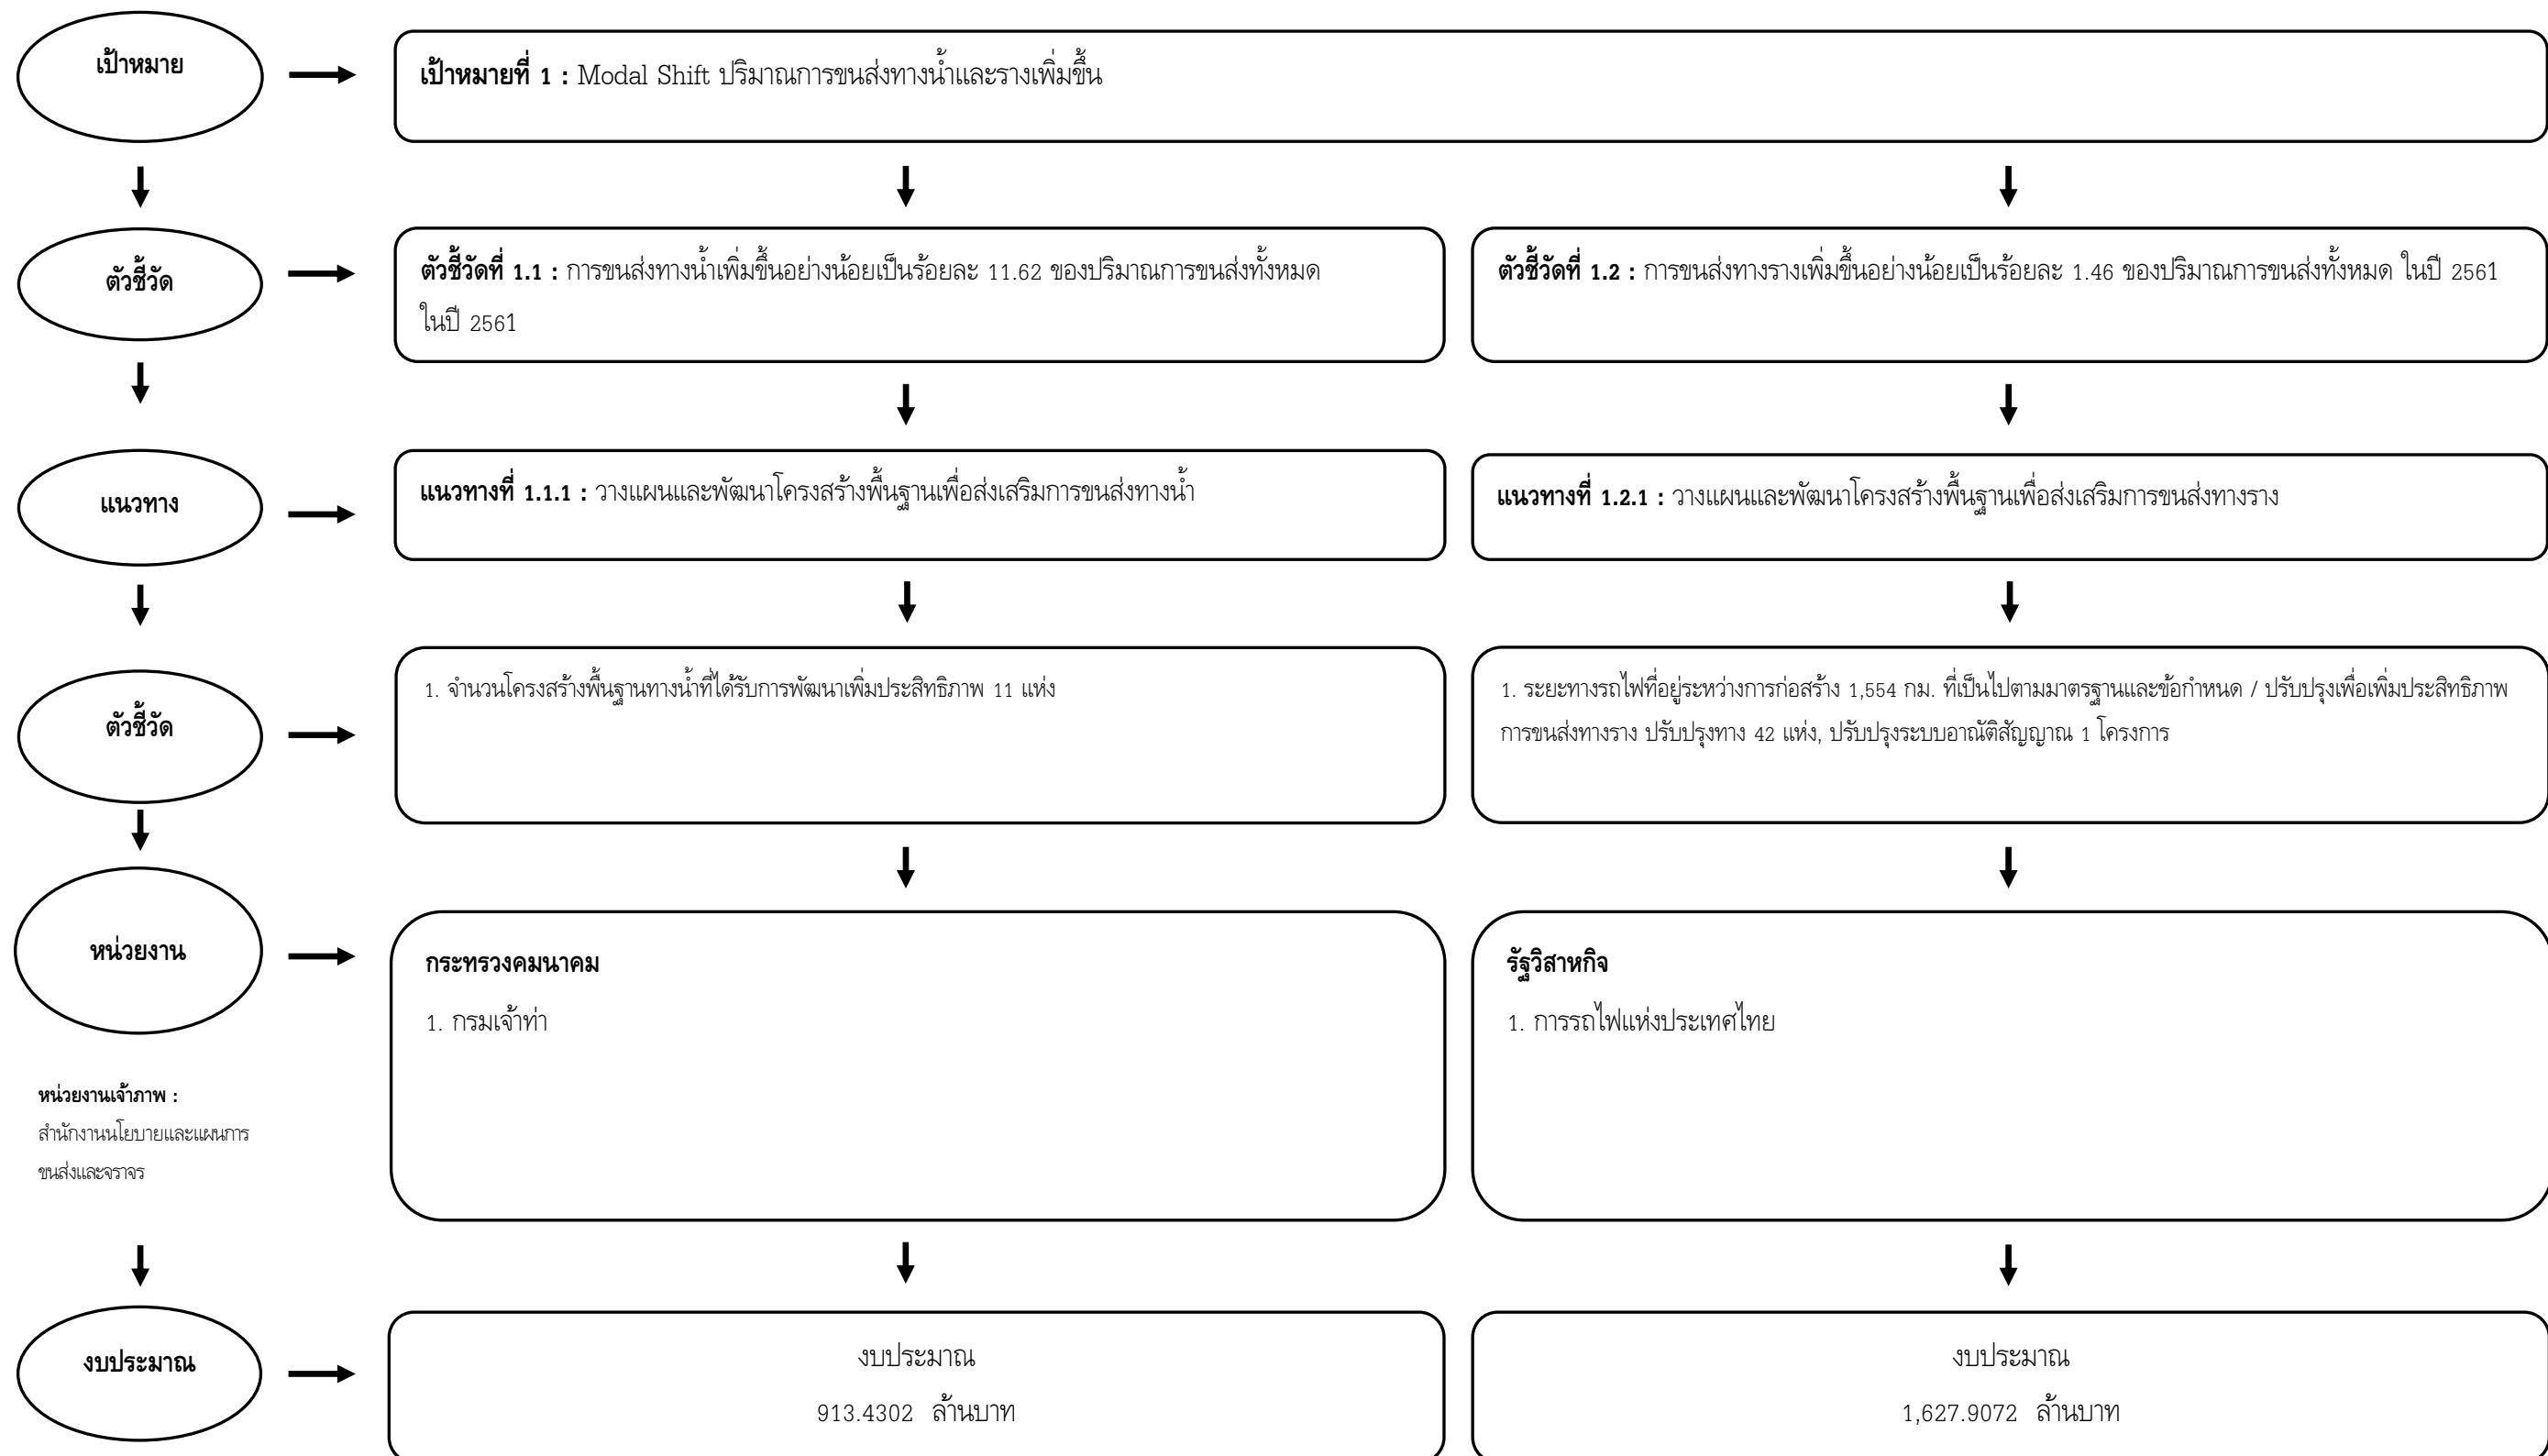 เป้าหมาย
เป้าหมายที่ 1 : Modal Shift ปริมาณการขนส่งทางน้ำและรางเพิ่มขึ้น
ตัวชี้วัด
ตัวชี้วัดที่ 1.1 : การขนส่งทางน้ำเพิ่มขึ้นอย่างน้อยเป็นร้อยละ 11.62 ของปริมาณการขนส่งทั้งหมด
ในปี 2561
ตัวชี้วัดที่ 1.2 : การขนส่งทางรางเพิ่มขึ้นอย่างน้อยเป็นร้อยละ 1.46 ของปริมาณการขนส่งทั้งหมด ในปี 2561
แนวทาง
แนวทางที่ 1.1.1 : วางแผนและพัฒนาโครงสร้างพื้นฐานเพื่อส่งเสริมการขนส่งทางน้ำ
แนวทางที่ 1.2.1 : วางแผนและพัฒนาโครงสร้างพื้นฐานเพื่อส่งเสริมการขนส่งทางราง
ตัวชี้วัด
1. จำนวนโครงสร้างพื้นฐานทางน้ำที่ได้รับการพัฒนาเพิ่มประสิทธิภาพ 11 แห่ง
1. ระยะทางรถไฟที่อยู่ระหว่างการก่อสร้าง 1,554 กม. ที่เป็นไปตามมาตรฐานและข้อกำหนด / ปรับปรุงเพื่อเพิ่มประสิทธิภาพ
การขนส่งทางราง ปรับปรุงทาง 42 แห่ง, ปรับปรุงระบบอาณัติสัญญาณ 1 โครงการ
หน่วยงาน
กระทรวงคมนาคม
1. กรมเจ้าท่า
รัฐวิสาหกิจ
1. การรถไฟแห่งประเทศไทย
หน่วยงานเจ้าภาพ :
สำนักงานนโยบายและแผนการ
ขนส่งและจราจร
งบประมาณ
งบประมาณ
913.4302 ล้านบาท
งบประมาณ
1,627.9072 ล้านบาท